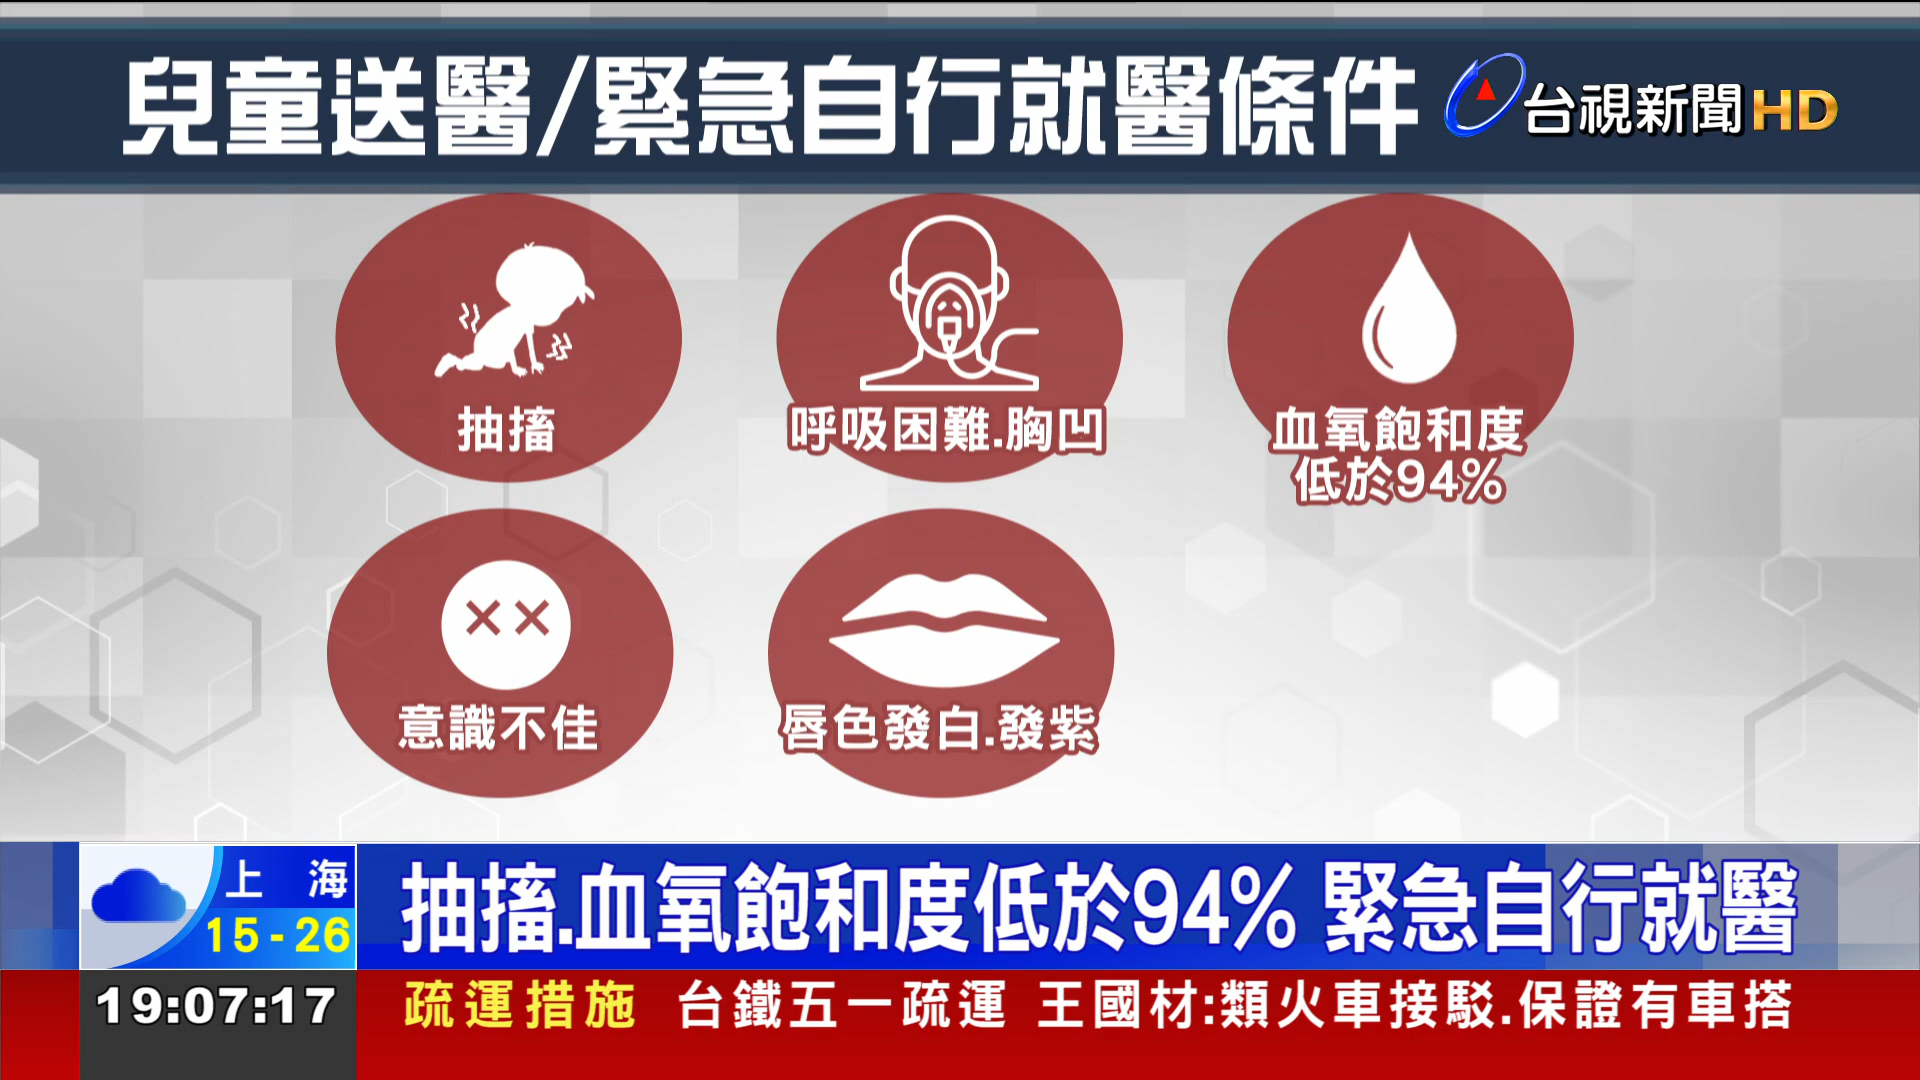 兒童送醫/緊急自行就醫條件
台視新聞HD
抽搐
呼吸困難.胸凹
血氧飽和度
低於94%
意識不佳
唇色發白.發紫
上海
15-26
抽搐.血氧飽和度低於94% 緊急自行就醫
19:07:17
疏運措施 台鐵五一疏運 王國材:類火車接駁.保證有車搭